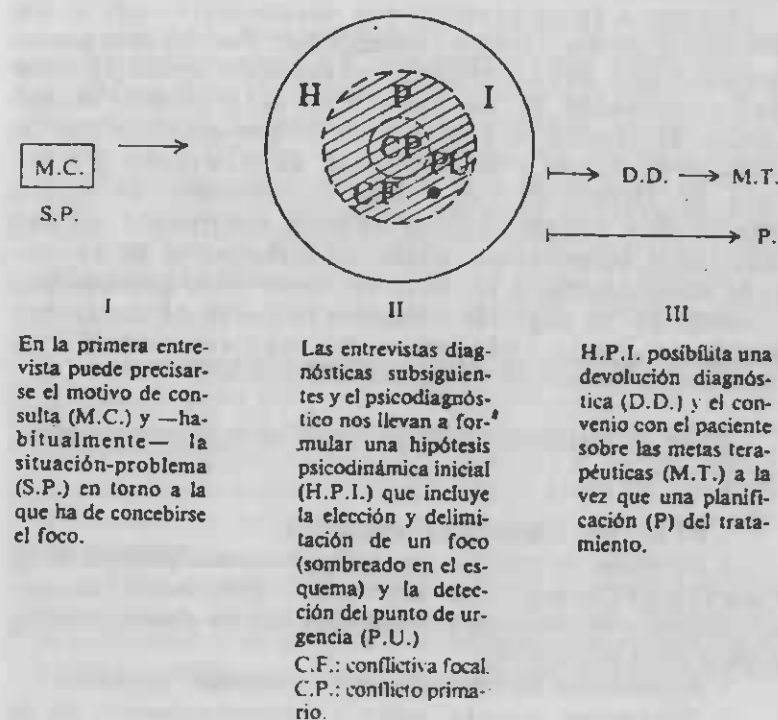 H P I
CP
PU
CF
M.C.
S.P.
D.D. M.T.
P.
I
En la primera entre-
vista puede precisar-
se el motivo de con-
sulta (M.C.) y —ha-
bitualmente— la
situación-problema
(S.P.) en torno a la
que ha de concebirse
el foco.
II
Las entrevistas diag-
nósticas subsiguien-
tes y el psicodiagnós-
tico nos llevan a for-
mular una hipótesis
psicodinámica inicial
(H.P.I.) que incluye
la elección y delimi-
tación de un foco
(sombreado en el es-
quema) y la detec-
ción del punto de ur-
gencia (P.U.)
C.F.: conflictiva focal.
C.P.: conflicto prima-
rio.
III
H.P.I. posibilita una
devolución diagnós-
tica (D.D.) y el con-
venio con el paciente
sobre las metas tera-
péuticas (M.T.) a la
vez que una planifi-
cación (P) del trata-
miento.